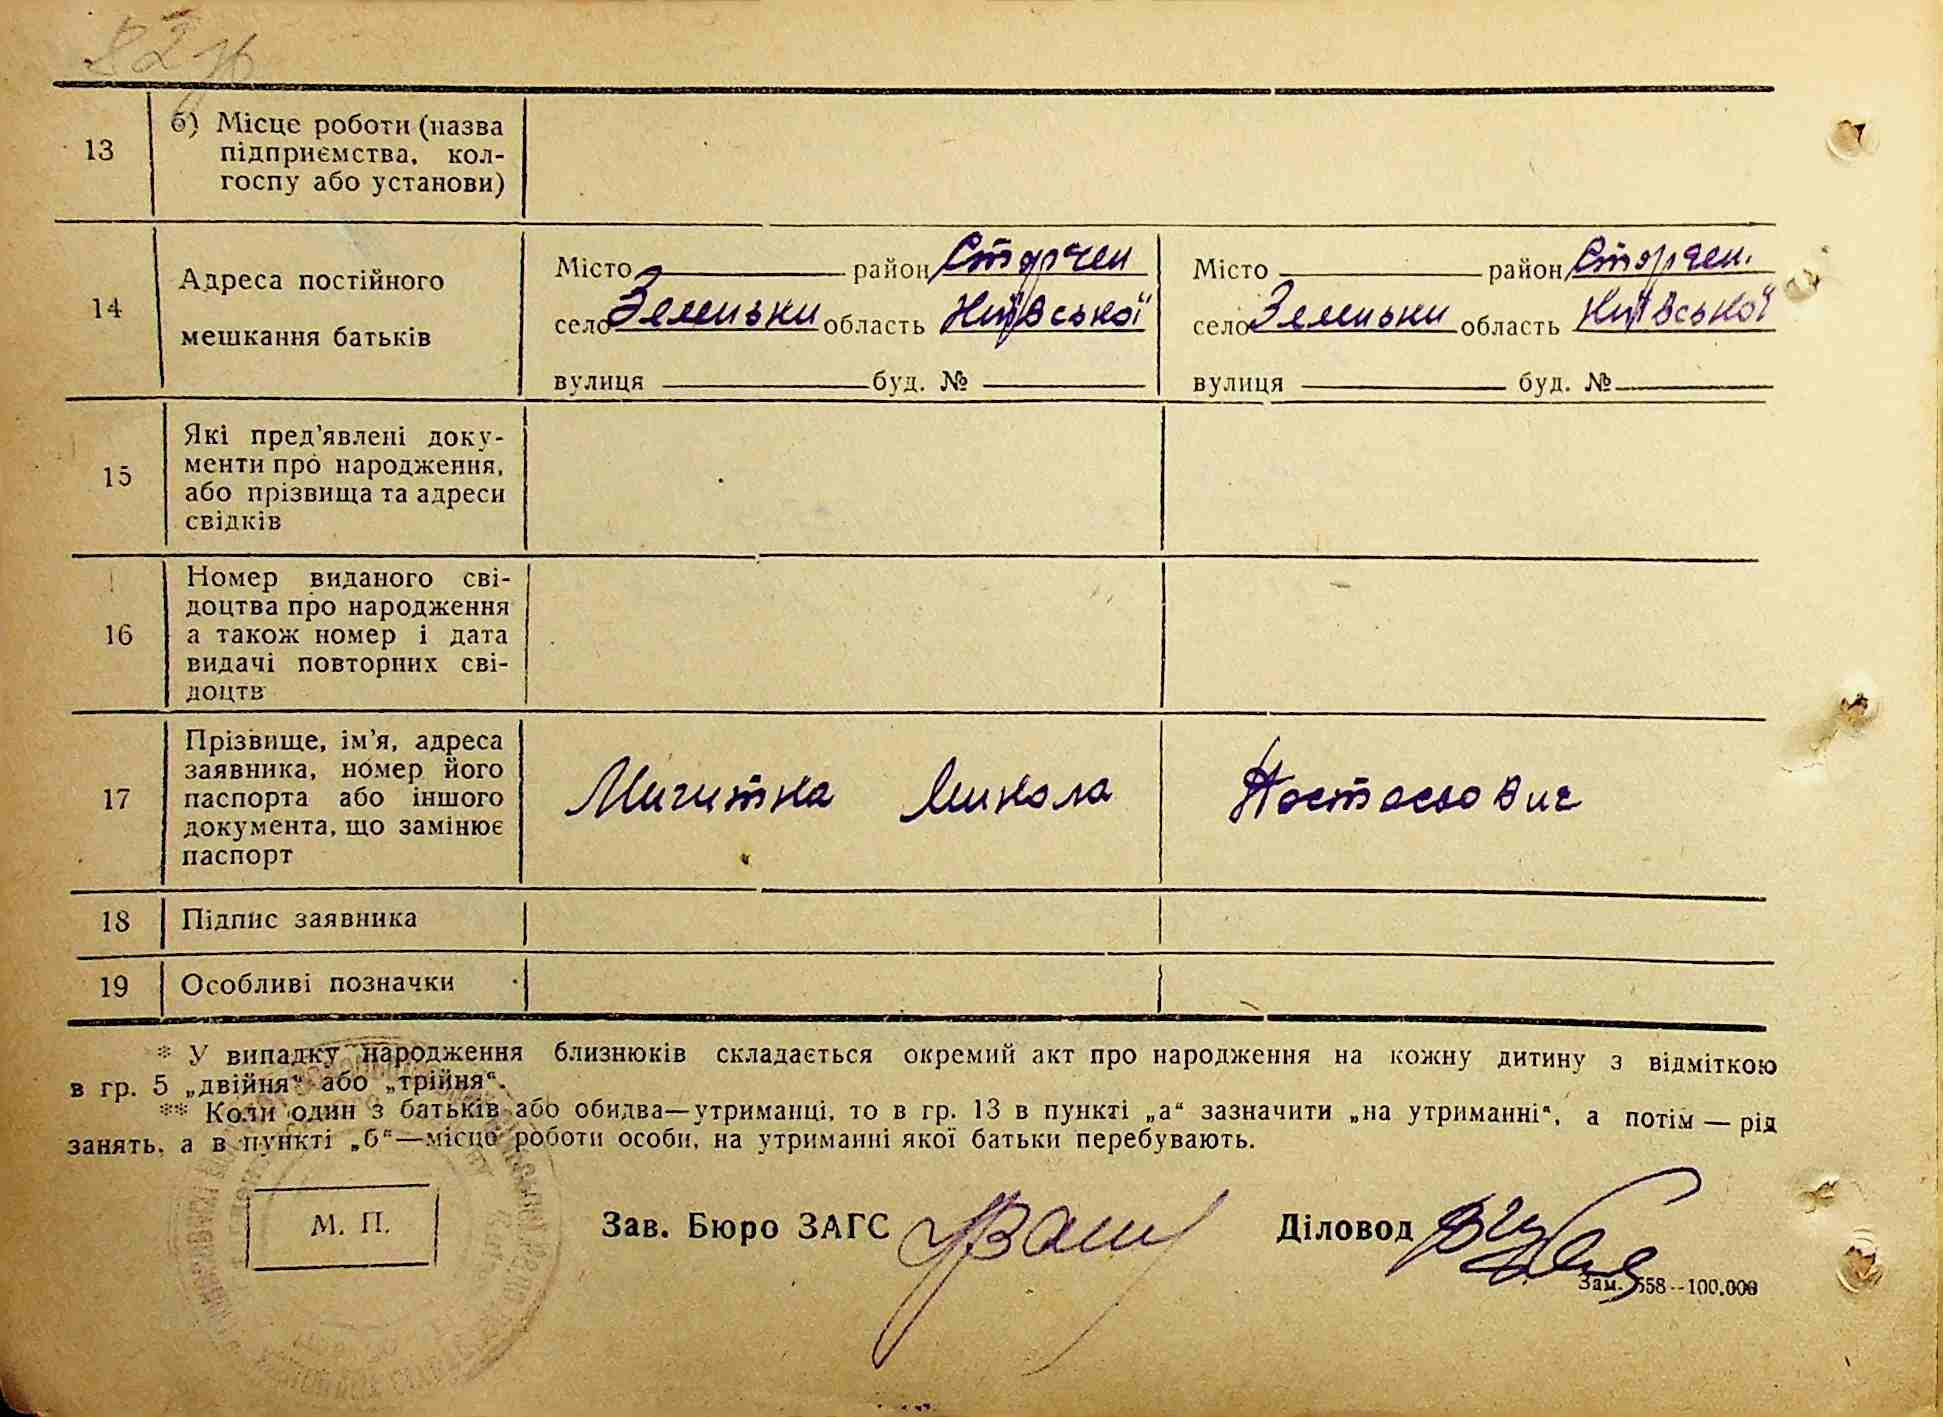 13
б) Місце роботи (назва
підприємства, кол-
госпу або установи)
14
Адреса постійного
мешкання батьків
Місто район
село Земиньки область Київської
вулиця буд. №
Місто район
село Земиньки область Київської
вулиця буд. №
15
Які пред'явлені доку-
менти про народження,
або прізвища та адреси
свідків
16
Номер виданого сві-
доцтва про народження
а також номер і дата
видачі повторних сві-
доцтв
17
Прізвище, ім'я, адреса
заявника, номер його
паспорта або іншого
документа, що замінює
паспорт
Микитка Микола
18
Підпис заявника
19
Особливі позначки
* У випадку народження близнюків складається окремий акт про народження на кожну дитину з відміткою
в гр. 5 „двійня“ або „трійня“.
** Коли один з батьків або обидва—утриманці, то в гр. 13 в пункті „а“ зазначити „на утриманні“, а потім — рід
занять, а в пункті „б“—місце роботи особи, на утриманні якої батьки перебувають.
М. П.
Зав. Бюро ЗАГС
Діловод
Зам. 558--100.000